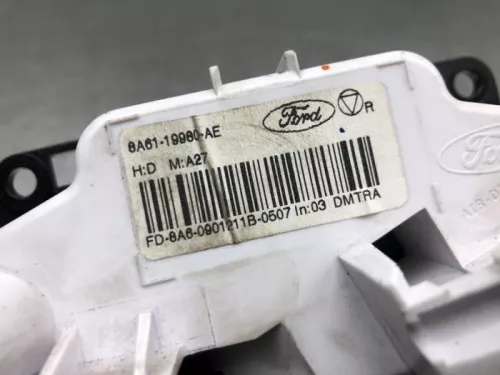 8A61-19980-AE
Ford
R
H:D M:A27
FD-8A6-0901211B-0507 In:03 DMTRA
Ford